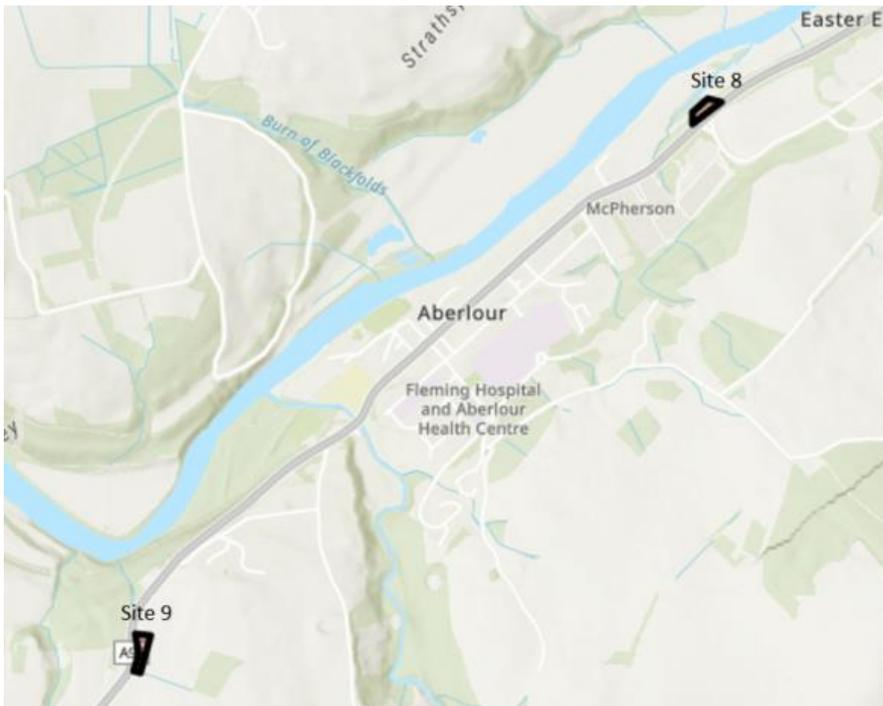 Easter E
Strathsp
Site 8
Burn of Blackfolds
McPherson
Aberlour
Fleming Hospital
and Aberlour
Health Centre
ey
Site 9
A9